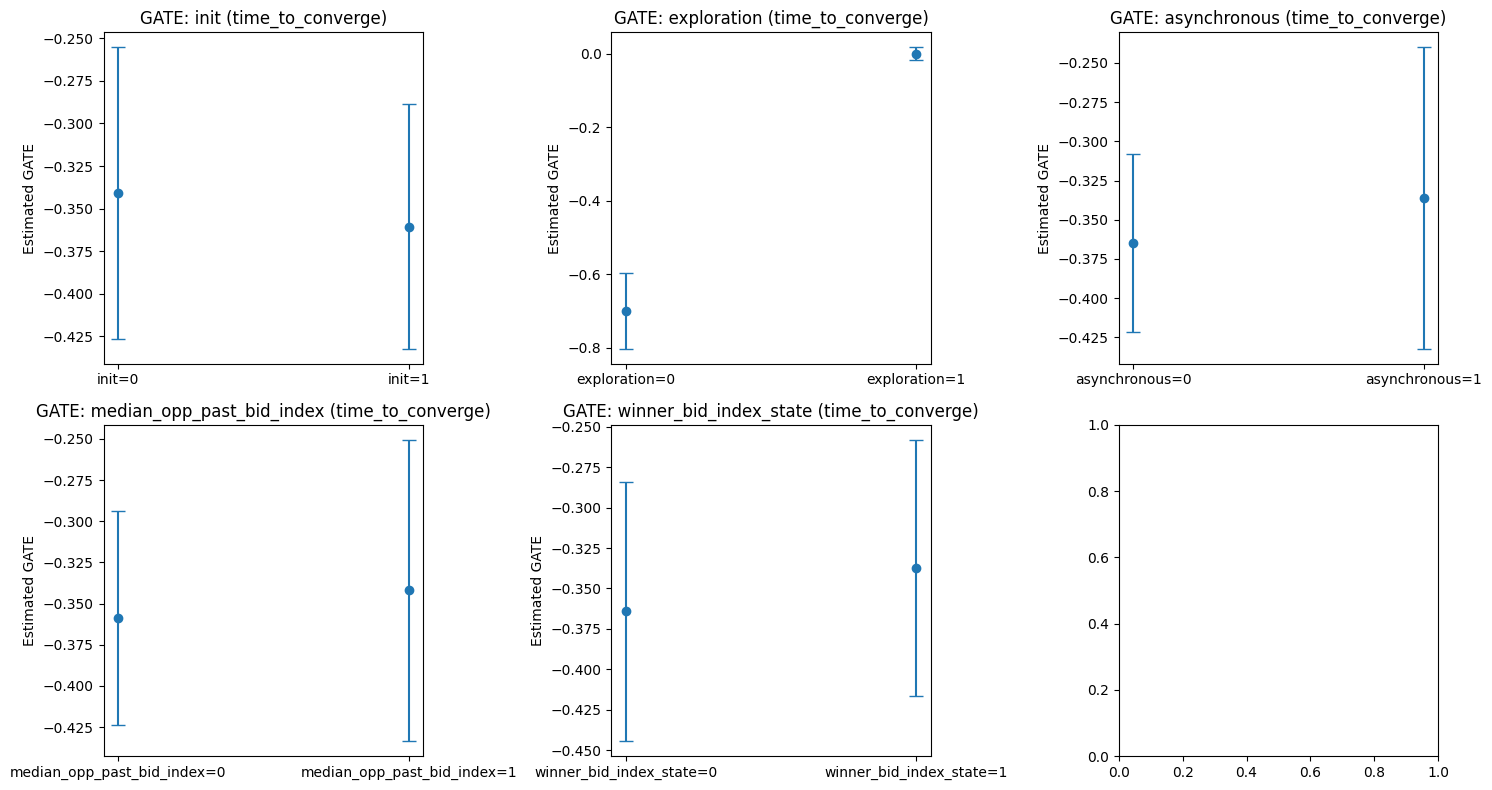 GATE: init (time_to_converge)
Estimated GATE
−0.250
−0.275
−0.300
−0.325
−0.350
−0.375
−0.400
−0.425
init=0
init=1
GATE: exploration (time_to_converge)
Estimated GATE
0.0
−0.2
−0.4
−0.6
−0.8
exploration=0
exploration=1
GATE: asynchronous (time_to_converge)
Estimated GATE
−0.250
−0.275
−0.300
−0.325
−0.350
−0.375
−0.400
−0.425
asynchronous=0
asynchronous=1
GATE: median_opp_past_bid_index (time_to_converge)
Estimated GATE
−0.250
−0.275
−0.300
−0.325
−0.350
−0.375
−0.400
−0.425
median_opp_past_bid_index=0
median_opp_past_bid_index=1
GATE: winner_bid_index_state (time_to_converge)
Estimated GATE
−0.250
−0.275
−0.300
−0.325
−0.350
−0.375
−0.400
−0.425
−0.450
winner_bid_index_state=0
winner_bid_index_state=1
1.0
0.8
0.6
0.4
0.2
0.0
0.0
0.2
0.4
0.6
0.8
1.0